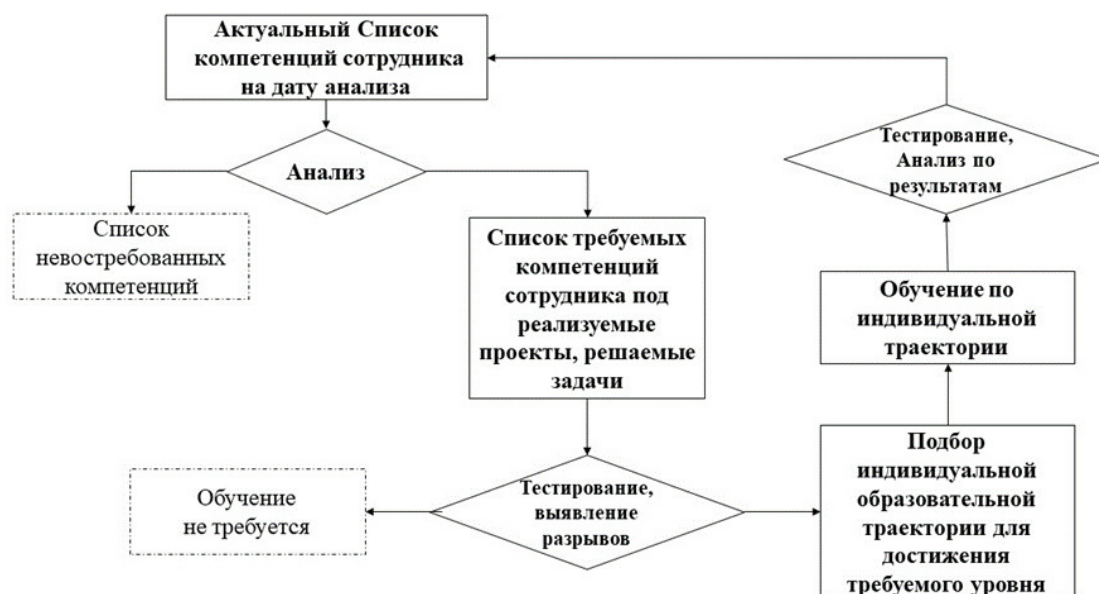 Актуальный Список
компетенций сотрудника
на дату анализа
Анализ
Список
невостребованных
компетенций
Список требуемых
компетенций
сотрудника под
реализуемые
проекты, решаемые
задачи
Тестирование,
выявление
разрывов
Обучение
не требуется
Подбор
индивидуальной
образовательной
траектории для
достижения
требуемого уровня
Обучение по
индивидуальной
траектории
Тестирование,
Анализ по
результатам